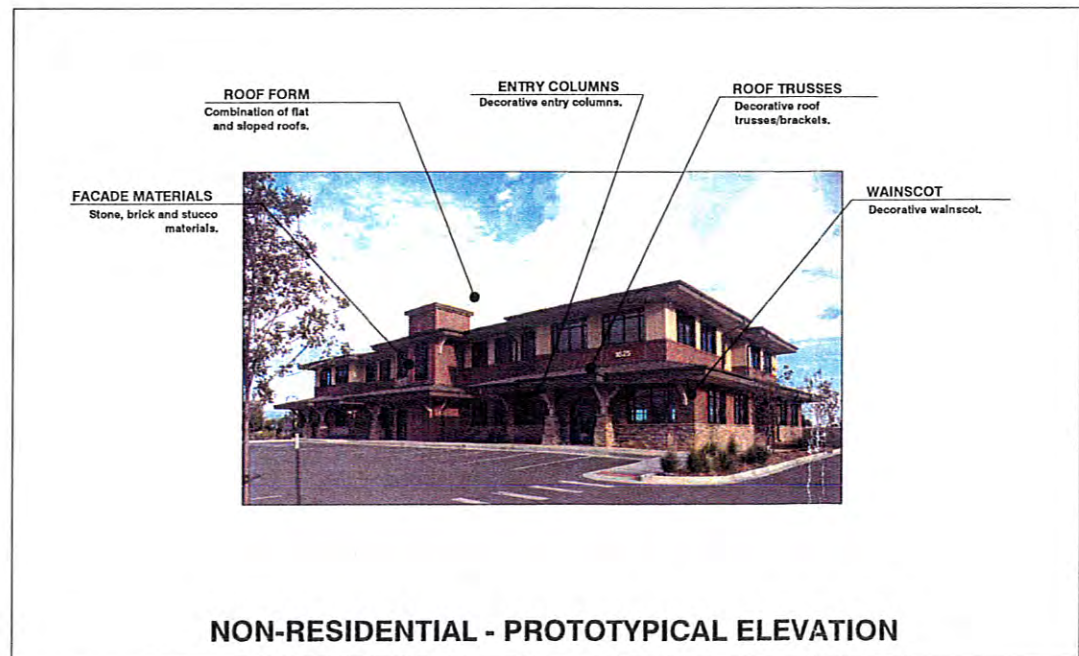 ROOF FORM
Combination of flat
and sloped roofs.
ENTRY COLUMNS
Decorative entry columns.
ROOF TRUSSES
Decorative roof
trusses/brackets.
FACADE MATERIALS
Stone, brick and stucco
materials.
WAINSCOT
Decorative wainscot.
1625
NON-RESIDENTIAL - PROTOTYPICAL ELEVATION